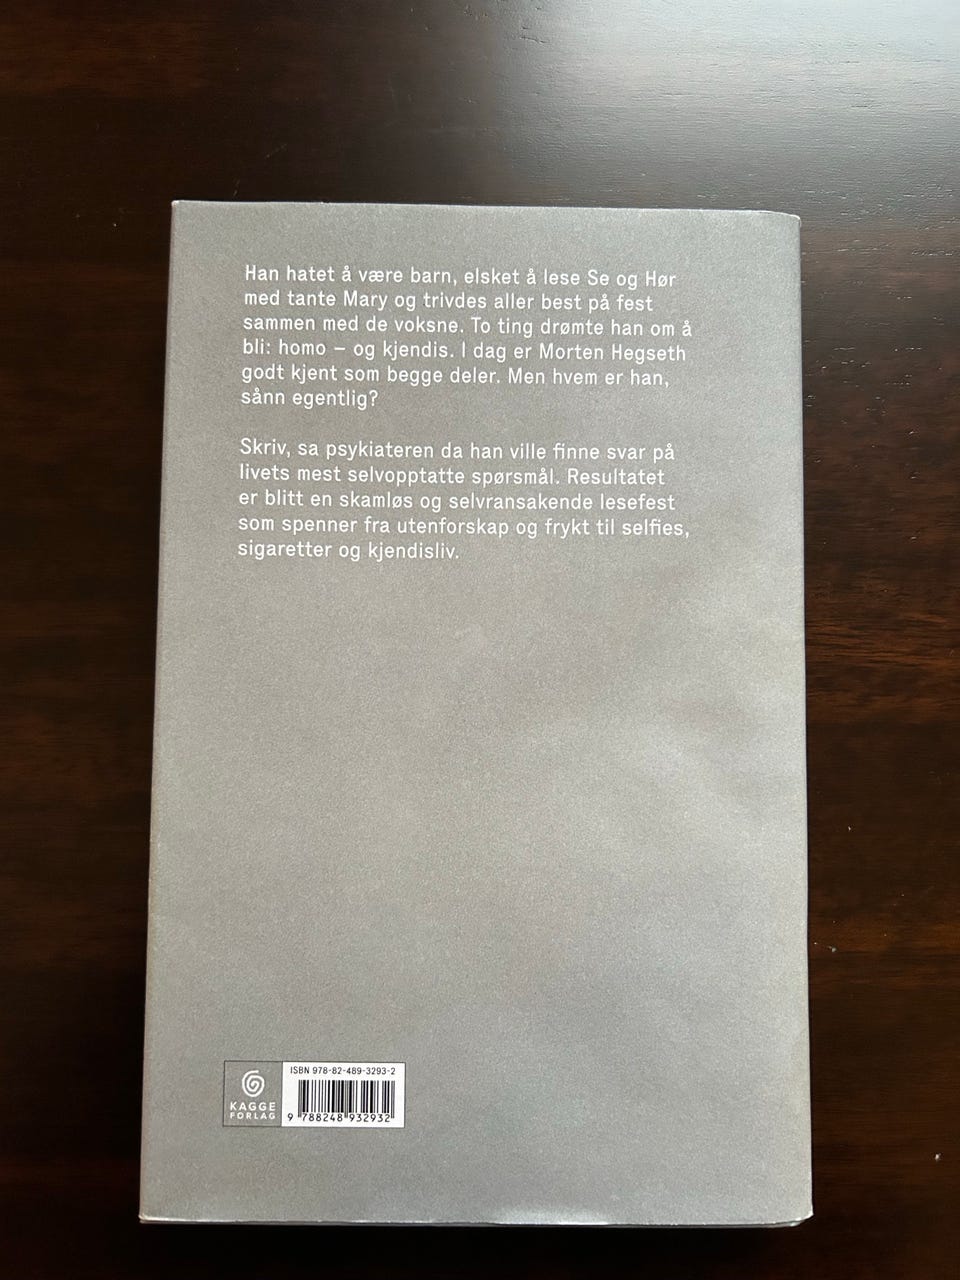 Han hatet å være barn, elsket å lese Se og Hør
med tante Mary og trivdes aller best på fest
sammen med de voksne. To ting drømte han om å
bli: homo – og kjendis. I dag er Morten Hegseth
godt kjent som begge deler. Men hvem er han,
sånn egentlig?
Skriv, sa psykiateren da han ville finne svar på
livets mest selvopptatte spørsmål. Resultatet
er blitt en skamløs og selvransakende lesefest
som spenner fra utenforskap og frykt til selfies,
sigaretter og kjendisliv.
ISBN 978-82-489-3293-2
KAGGE
FORLAG
9 788248 932932